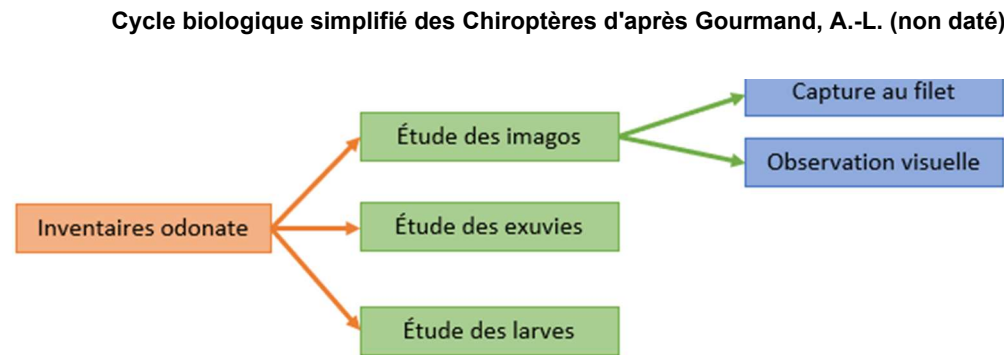 Cycle biologique simplifié des Chiroptères d'après Gourmand, A.-L. (non daté)
Capture au filet
Étude des imagos
Observation visuelle
Inventaires odonate
Étude des exuvies
Étude des larves